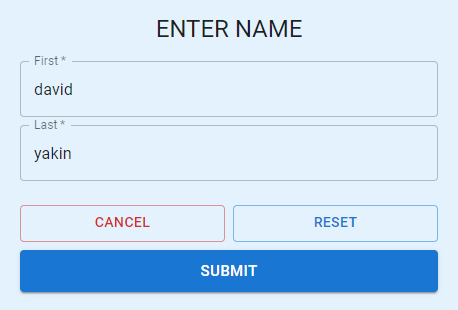 ENTER NAME
First *
david
Last *
yakin
CANCEL RESET
SUBMIT